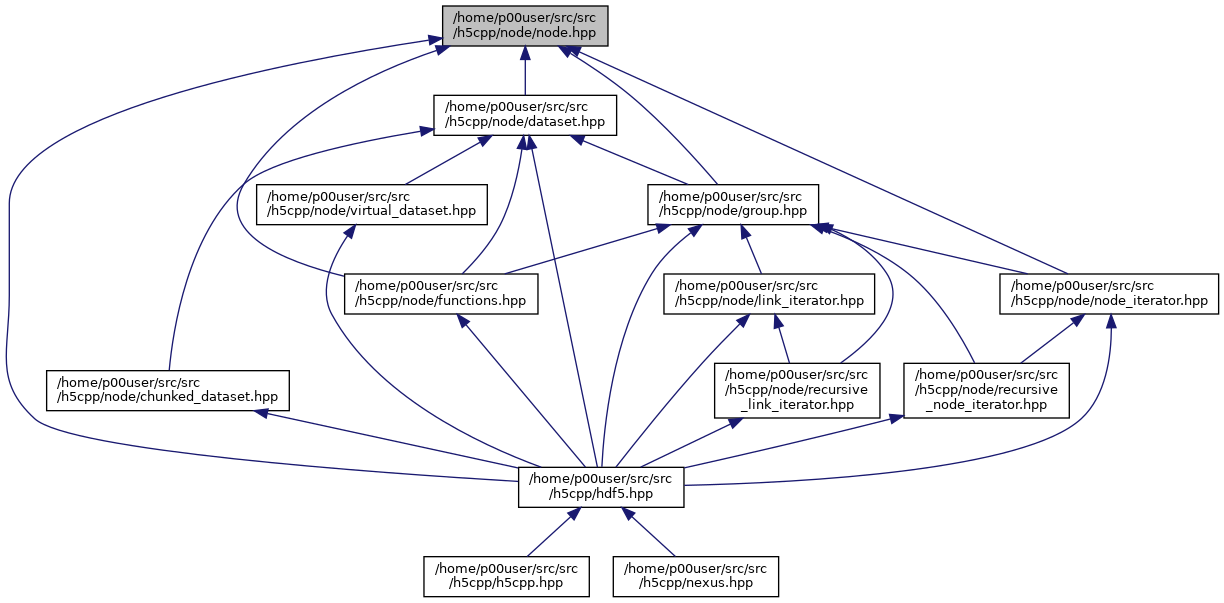 /home/p00user/src/src
/h5cpp/node/node.hpp
/home/p00user/src/src
/h5cpp/node/dataset.hpp
/home/p00user/src/src
/h5cpp/node/virtual_dataset.hpp
/home/p00user/src/src
/h5cpp/node/group.hpp
/home/p00user/src/src
/h5cpp/node/functions.hpp
/home/p00user/src/src
/h5cpp/node/link_iterator.hpp
/home/p00user/src/src
/h5cpp/node/node_iterator.hpp
/home/p00user/src/src
/h5cpp/node/chunked_dataset.hpp
/home/p00user/src/src
/h5cpp/node/recursive
_link_iterator.hpp
/home/p00user/src/src
/h5cpp/node/recursive
_node_iterator.hpp
/home/p00user/src/src
/h5cpp/hdf5.hpp
/home/p00user/src/src
/h5cpp/h5cpp.hpp
/home/p00user/src/src
/h5cpp/nexus.hpp